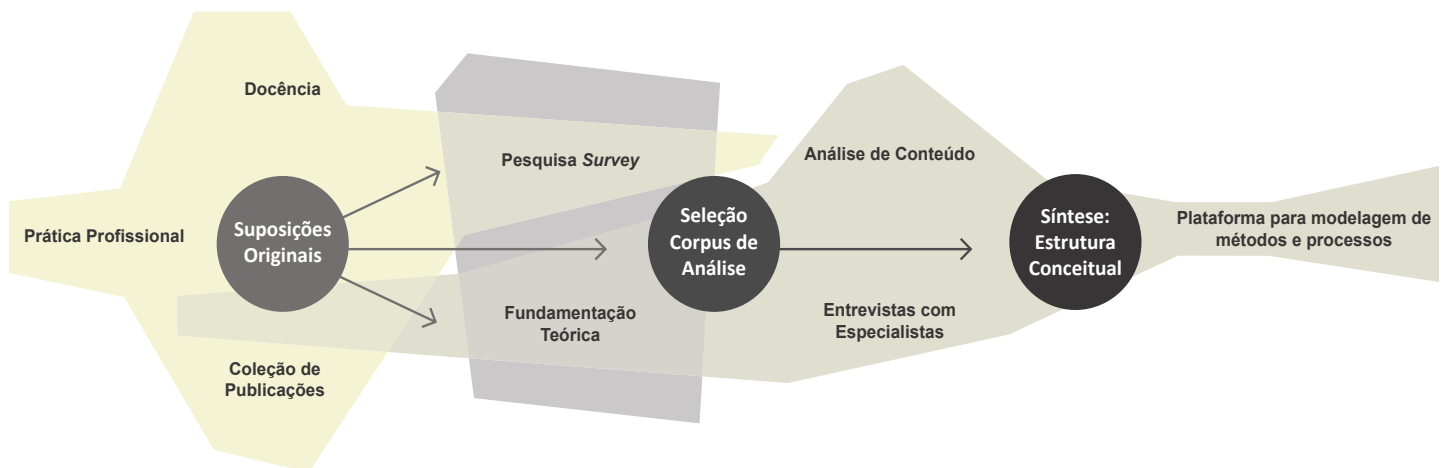 Docência
Prática Profissional
Suposições
Originais
Coleção de
Publicações
Pesquisa Survey
Fundamentação
Teórica
Seleção
Corpus de
Análise
Análise de Conteúdo
Entrevistas com
Especialistas
Síntese:
Estrutura
Conceitual
Plataforma para modelagem de
métodos e processos